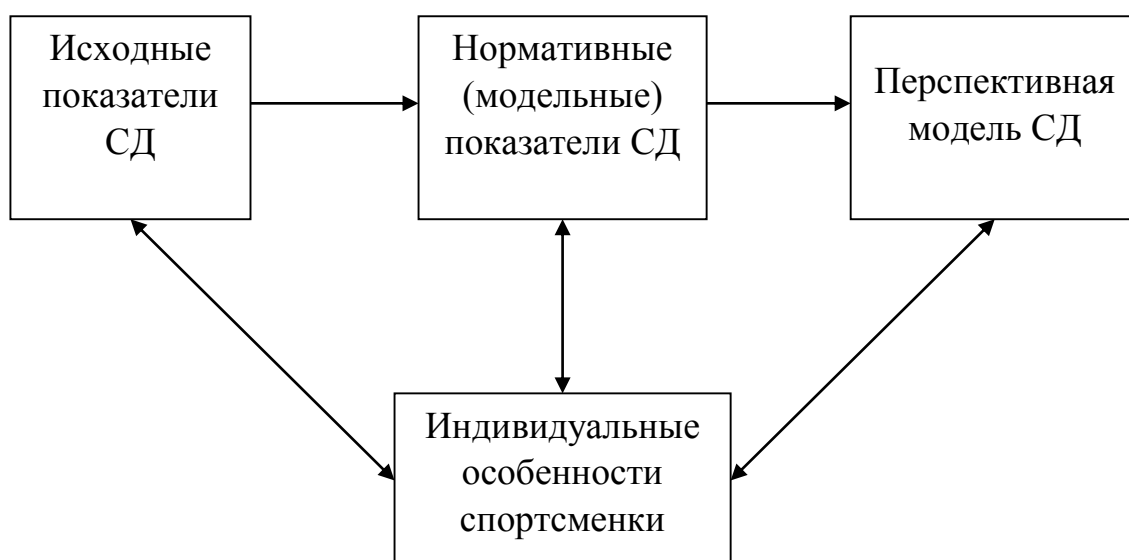 Исходные
показатели
СД
Нормативные
(модельные)
показатели СД
Перспективная
модель СД
Индивидуальные
особенности
спортсменки